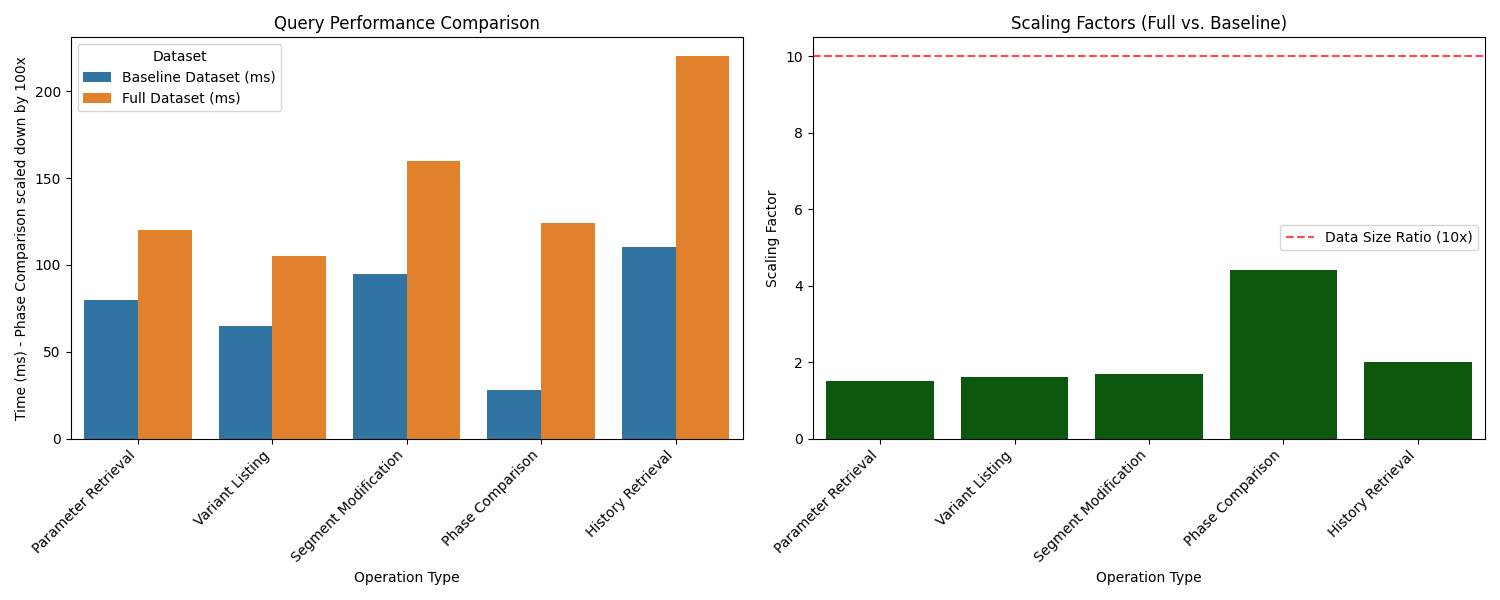 Query Performance Comparison
Time (ms) - Phase Comparison scaled down by 100x
200
150
100
50
0
Dataset
Baseline Dataset (ms)
Full Dataset (ms)
Parameter Retrieval
Variant Listing
Segment Modification
Phase Comparison
History Retrieval
Operation Type
Scaling Factors (Full vs. Baseline)
Scaling Factor
10
8
6
4
2
0
Data Size Ratio (10x)
Parameter Retrieval
Variant Listing
Segment Modification
Phase Comparison
History Retrieval
Operation Type